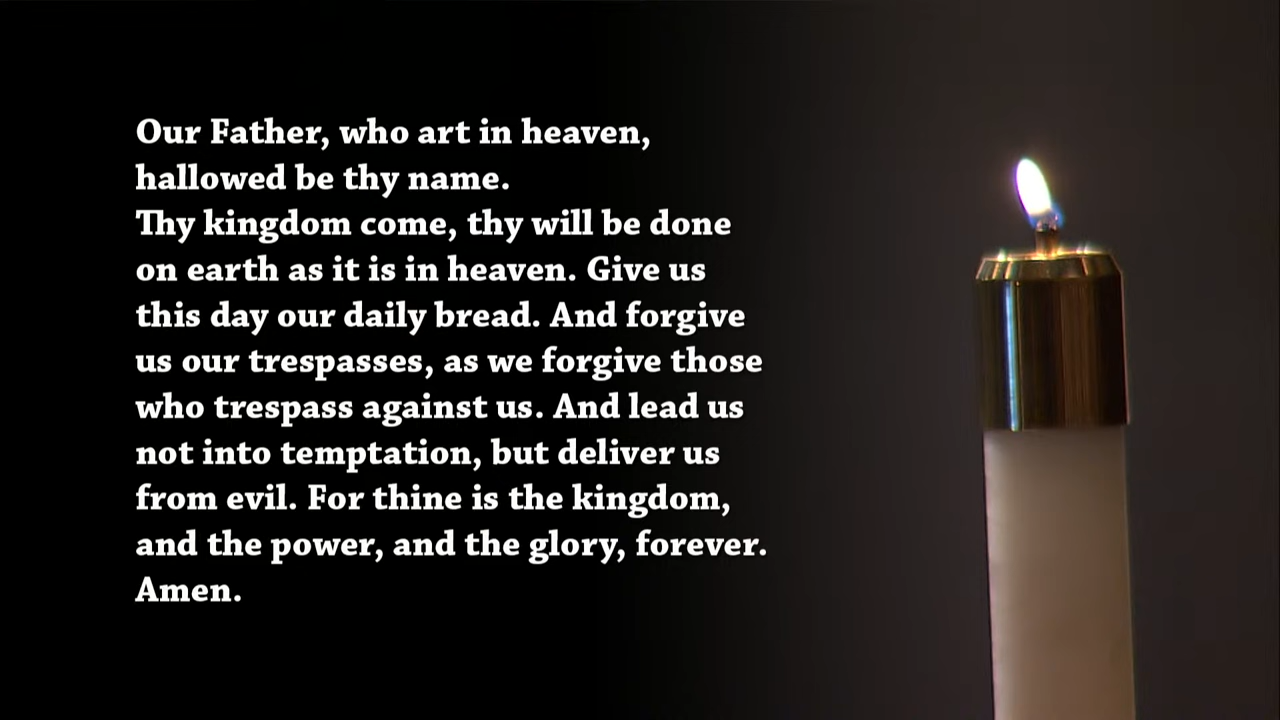 Our Father, who art in heaven,
hallowed be thy name.
Thy kingdom come, thy will be done
on earth as it is in heaven. Give us
this day our daily bread. And forgive
us our trespasses, as we forgive those
who trespass against us. And lead us
not into temptation, but deliver us
from evil. For thine is the kingdom,
and the power, and the glory, forever.
Amen.